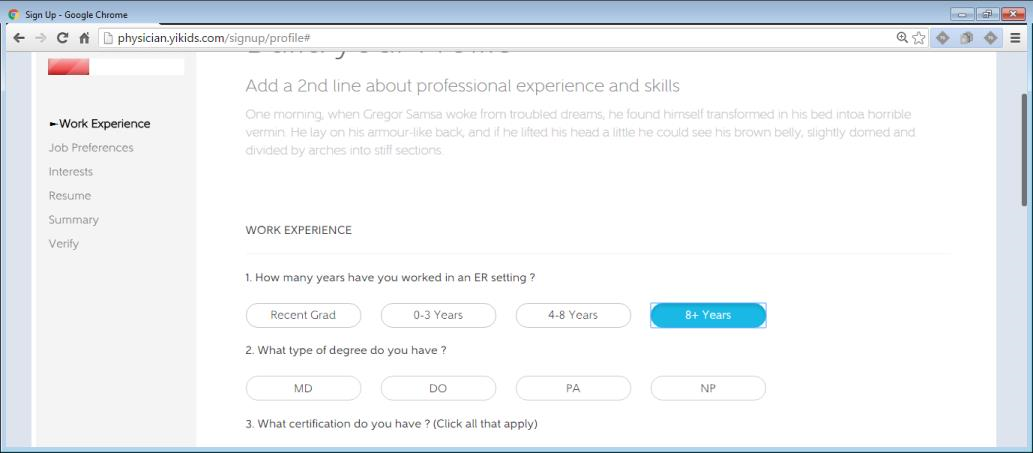 Sign Up - Google Chrome
physician.yikids.com/signup/profile#
Add a 2nd line about professional experience and skills
One morning, when Gregor Samsa woke from troubled dreams, he found himself transformed in his bed intoa horrible
vermin. He lay on his armour-like back, and if he lifted his head a little he could see his brown belly, slightly domed and
divided by arches into stiff sections.
►Work Experience
Job Preferences
Interests
Resume
Summary
Verify
WORK EXPERIENCE
1. How many years have you worked in an ER setting ?
Recent Grad 0-3 Years 4-8 Years 8+ Years
2. What type of degree do you have ?
MD DO PA NP
3. What certification do you have ? (Click all that apply)